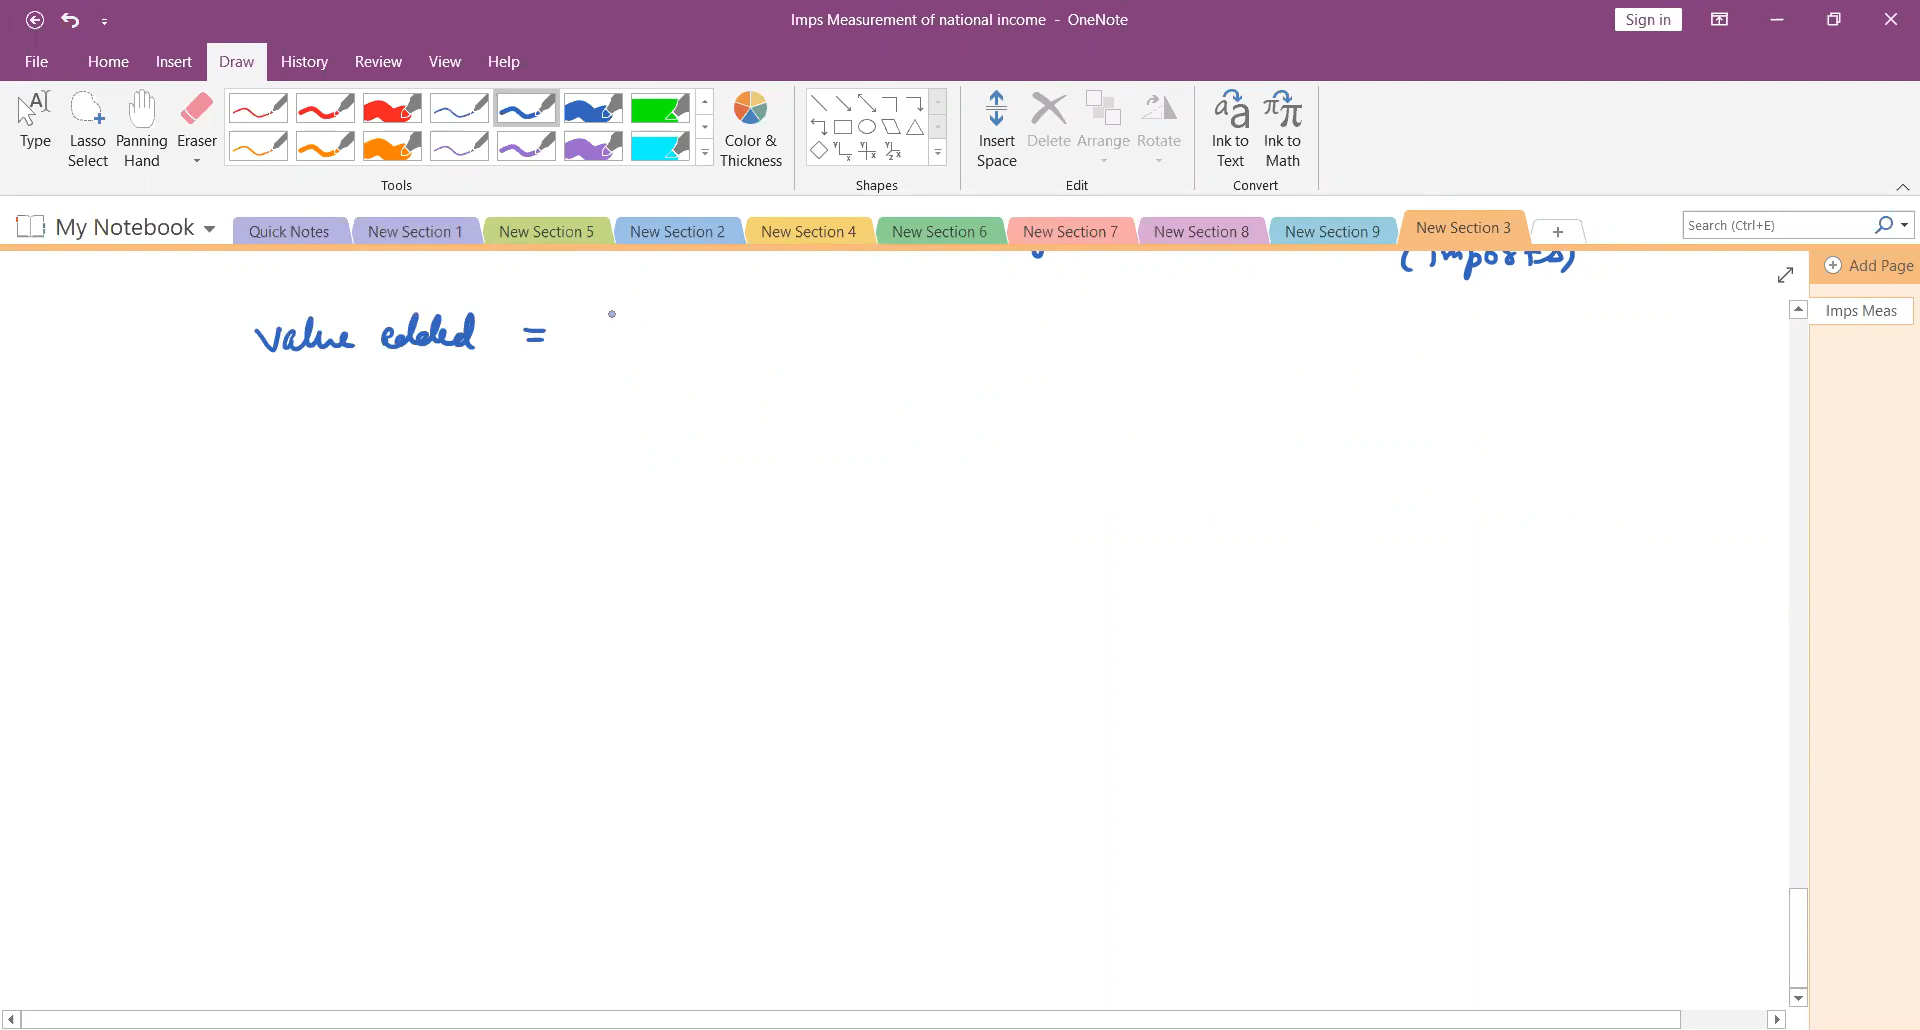 Imps Measurement of national income - OneNote
Sign in
File Home Insert Draw History Review View Help
Type
Lasso Select
Panning Hand
Eraser
Color & Thickness
Insert Space
Delete
Arrange
Rotate
Ink to Text
Ink to Math
Tools
Shapes
Edit
Convert
My Notebook
Quick Notes
New Section 1
New Section 5
New Section 2
New Section 4
New Section 6
New Section 7
New Section 8
New Section 9
New Section 3
Search (Ctrl+E)
Add Page
Imps Meas
(Imports)
value added =